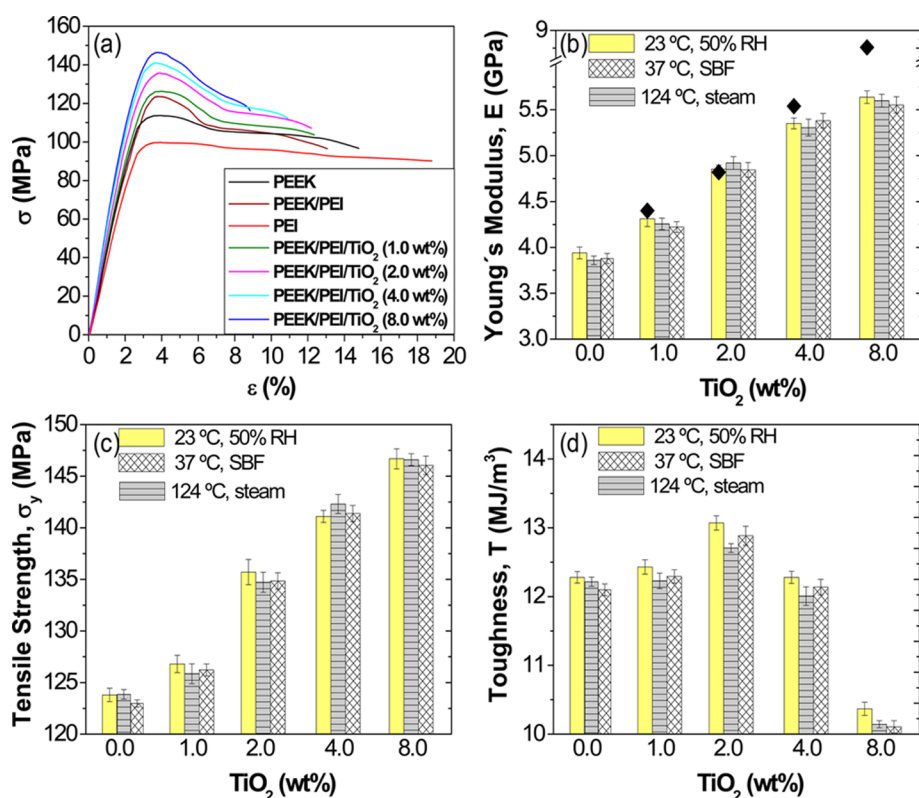 (a)
160
140
120
100
80
60
40
20
0
σ (MPa)
PEEK
PEEK/PEI
PEI
PEEK/PEI/TiO₂ (1.0 wt%)
PEEK/PEI/TiO₂ (2.0 wt%)
PEEK/PEI/TiO₂ (4.0 wt%)
PEEK/PEI/TiO₂ (8.0 wt%)
0 2 4 6 8 10 12 14 16 18 20
ε (%)
(b)
9
5.5
5.0
4.5
4.0
3.5
3.0
Young´s Modulus, E (GPa)
23 ºC, 50% RH
37 ºC, SBF
124 ºC, steam
0.0 1.0 2.0 4.0 8.0
TiO₂ (wt%)
(c)
150
145
140
135
130
125
120
Tensile Strength, σy (MPa)
23 ºC, 50% RH
37 ºC, SBF
124 ºC, steam
0.0 1.0 2.0 4.0 8.0
TiO₂ (wt%)
(d)
14
13
12
11
10
Toughness, T (MJ/m³)
23 ºC, 50% RH
37 ºC, SBF
124 ºC, steam
0.0 1.0 2.0 4.0 8.0
TiO₂ (wt%)